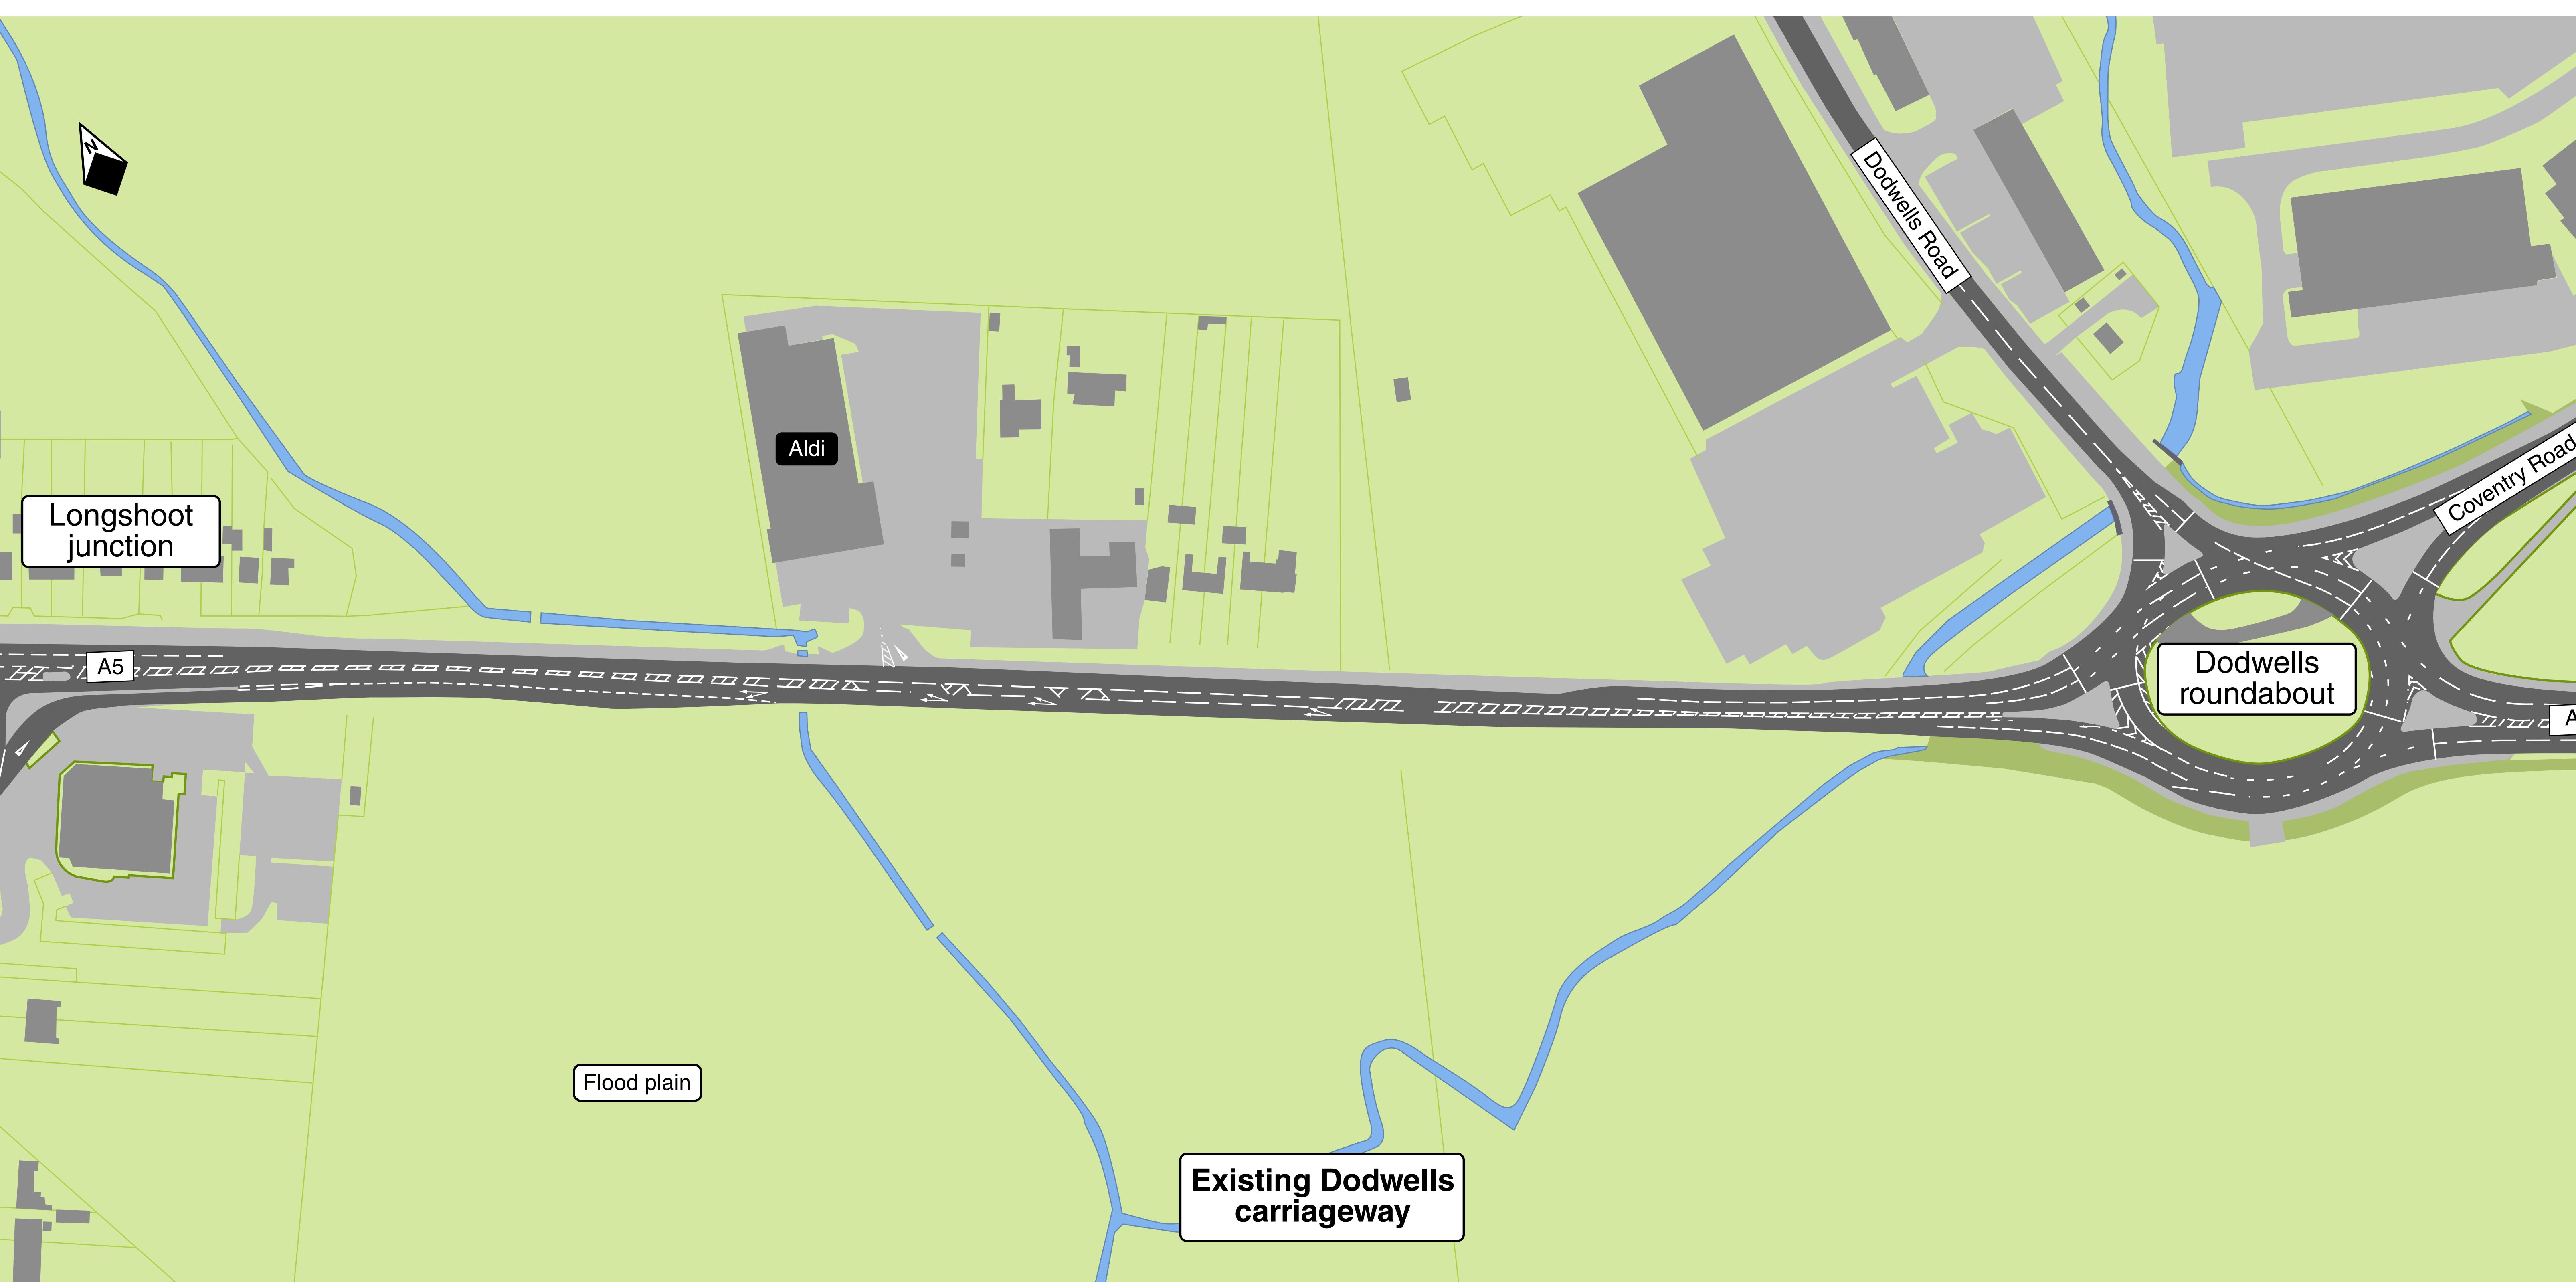 N
Dodwells Road
Aldi
Coventry Road
Longshoot
junction
A5
Dodwells
roundabout
A
Flood plain
Existing Dodwells
carriageway